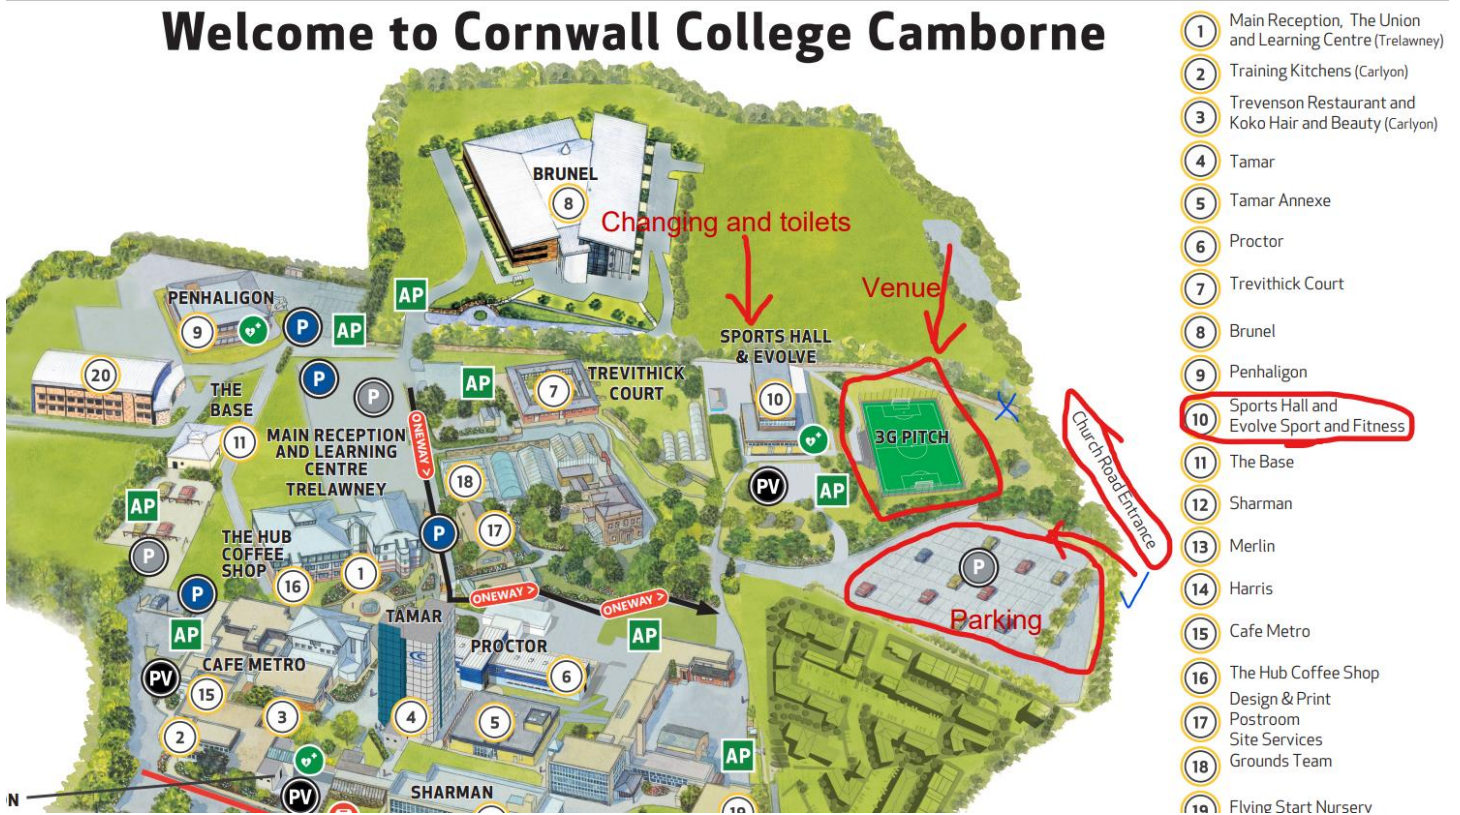 Welcome to Cornwall College Camborne
BRUNEL
8
Changing and toilets
Venue
AP
PENHALIGON
9
P
AP
SPORTS HALL
& EVOLVE
20
THE
BASE
11
P
P
AP
7
TREVITHICK
COURT
10
3G PITCH
ONEWAY >
MAIN RECEPTION
AND LEARNING
CENTRE
TRELAWNEY
18
PV
AP
Church Road Entrance
AP
P
THE HUB
COFFEE
SHOP
P
17
16
1
P
P
Parking
AP
ONEWAY >
ONEWAY >
TAMAR
AP
PROCTOR
6
CAFE METRO
PV
15
3
4
5
2
AP
PV
SHARMAN
19
N
1
Main Reception, The Union
and Learning Centre (Trelawney)
2
Training Kitchens (Carlyon)
3
Trevenson Restaurant and
Koko Hair and Beauty (Carlyon)
4
Tamar
5
Tamar Annexe
6
Proctor
7
Trevithick Court
8
Brunel
9
Penhaligon
10
Sports Hall and
Evolve Sport and Fitness
11
The Base
12
Sharman
13
Merlin
14
Harris
15
Cafe Metro
16
The Hub Coffee Shop
17
Design & Print
Postroom
Site Services
18
Grounds Team
19
Flying Start Nursery